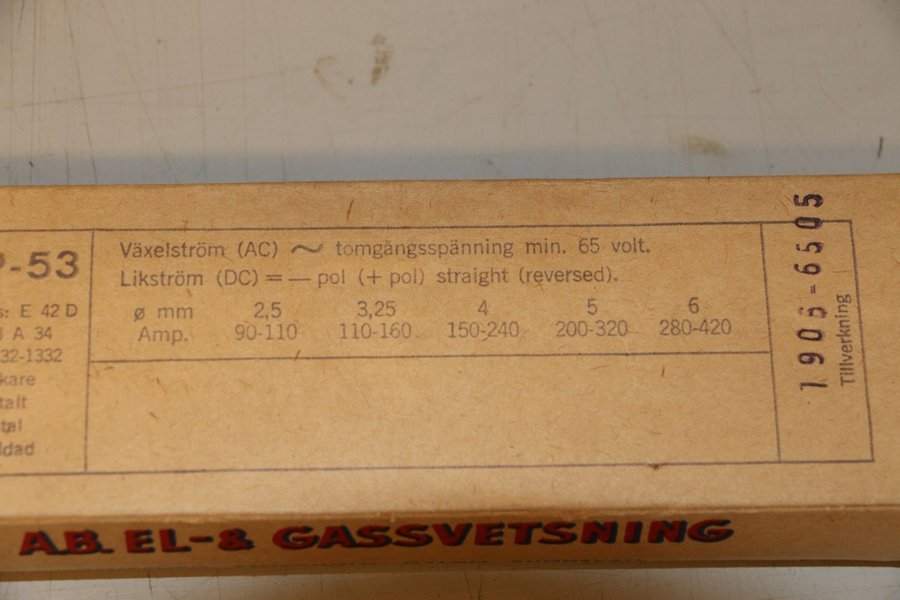 P-53
s: E 42 D
3 A 34
32-1332
kare
talt
tal
ldad
Växelström (AC) ~ tomgångsspänning min. 65 volt.
Likström (DC) = — pol (+ pol) straight (reversed).
ø mm 2,5 3,25 4 5 6
Amp. 90-110 110-160 150-240 200-320 280-420
1905-6505
Tillverkning
A.B. EL-& GASSVETSNING